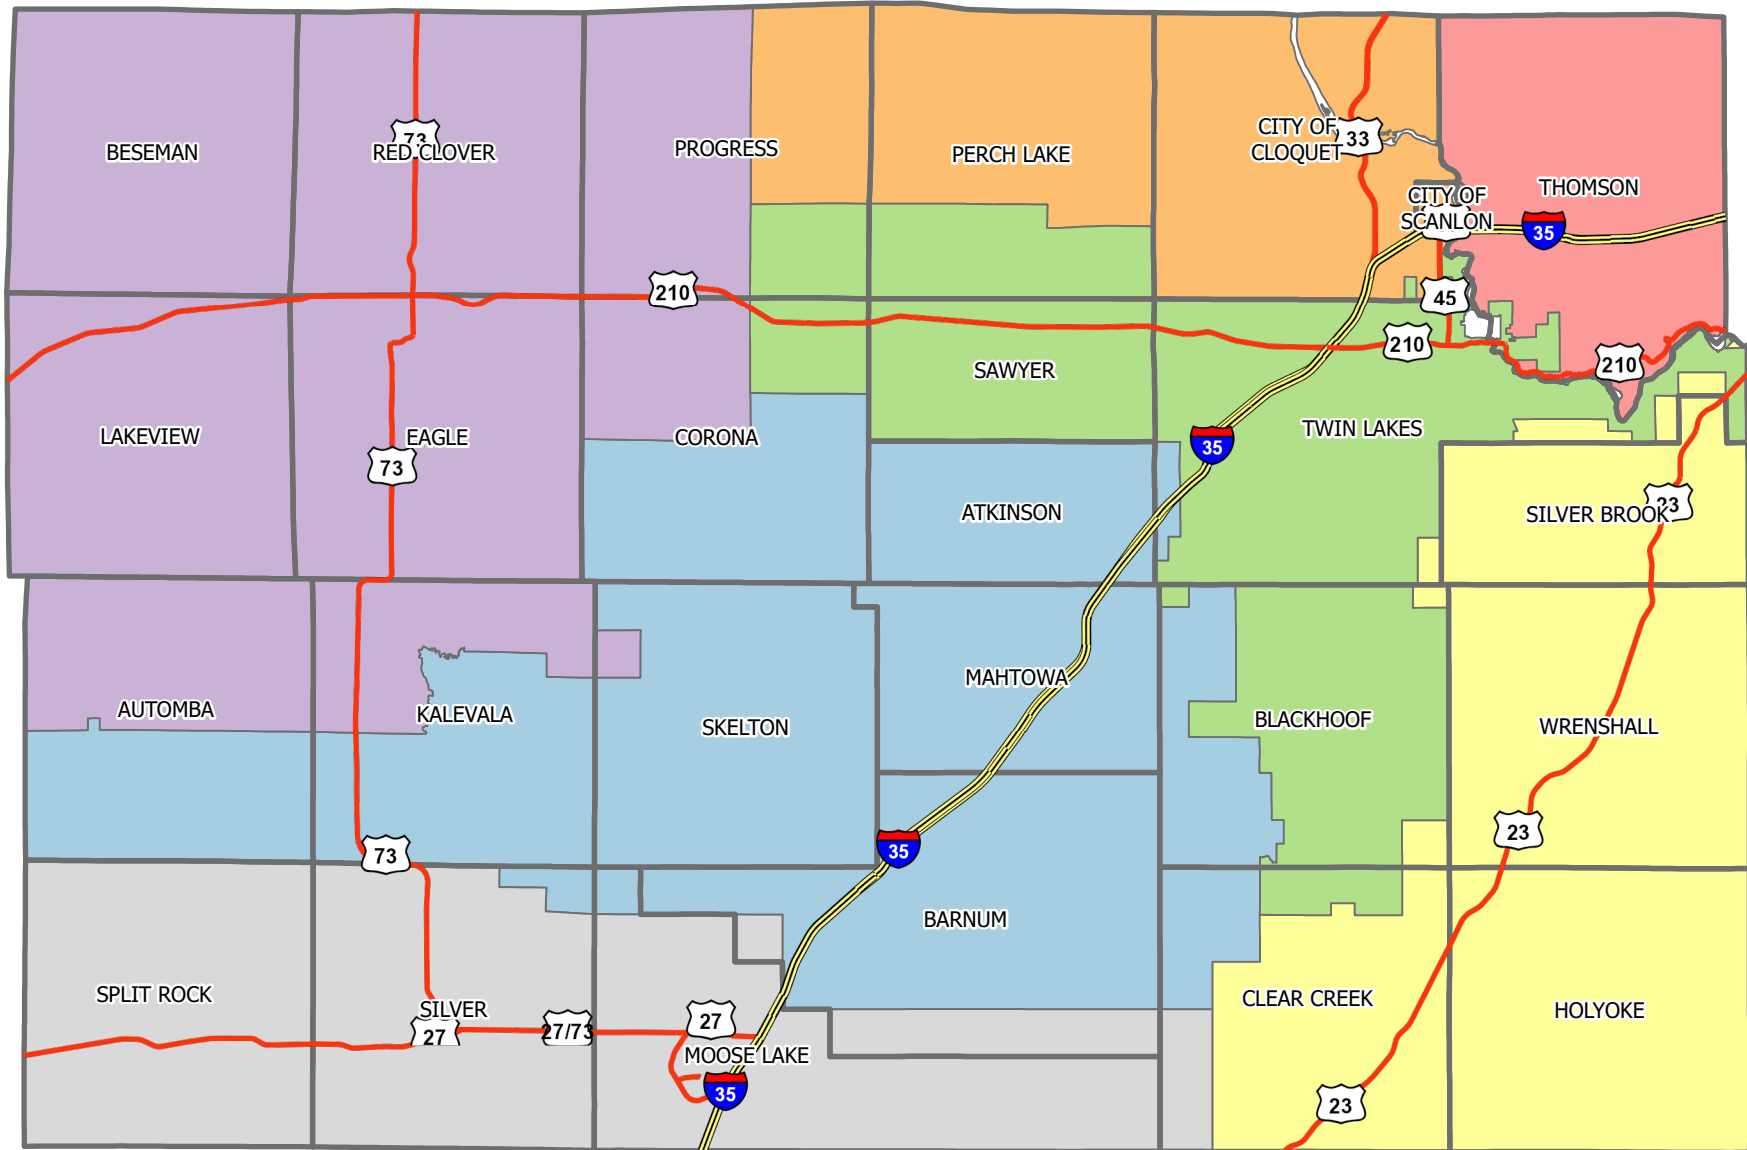 BESEMAN
73
RED CLOVER
PROGRESS
PERCH LAKE
CITY OF
CLOQUET
33
THOMSON
CITY OF
SCANLON
35
210
45
210
210
SAWYER
LAKEVIEW
EAGLE
73
CORONA
35
TWIN LAKES
ATKINSON
SILVER BROOK
23
AUTOMBA
KALEVALA
SKELTON
MAHTOWA
BLACKHOOF
WRENSHALL
23
73
35
BARNUM
SPLIT ROCK
SILVER
27
27/73
27
MOOSE LAKE
35
CLEAR CREEK
HOLYOKE
23